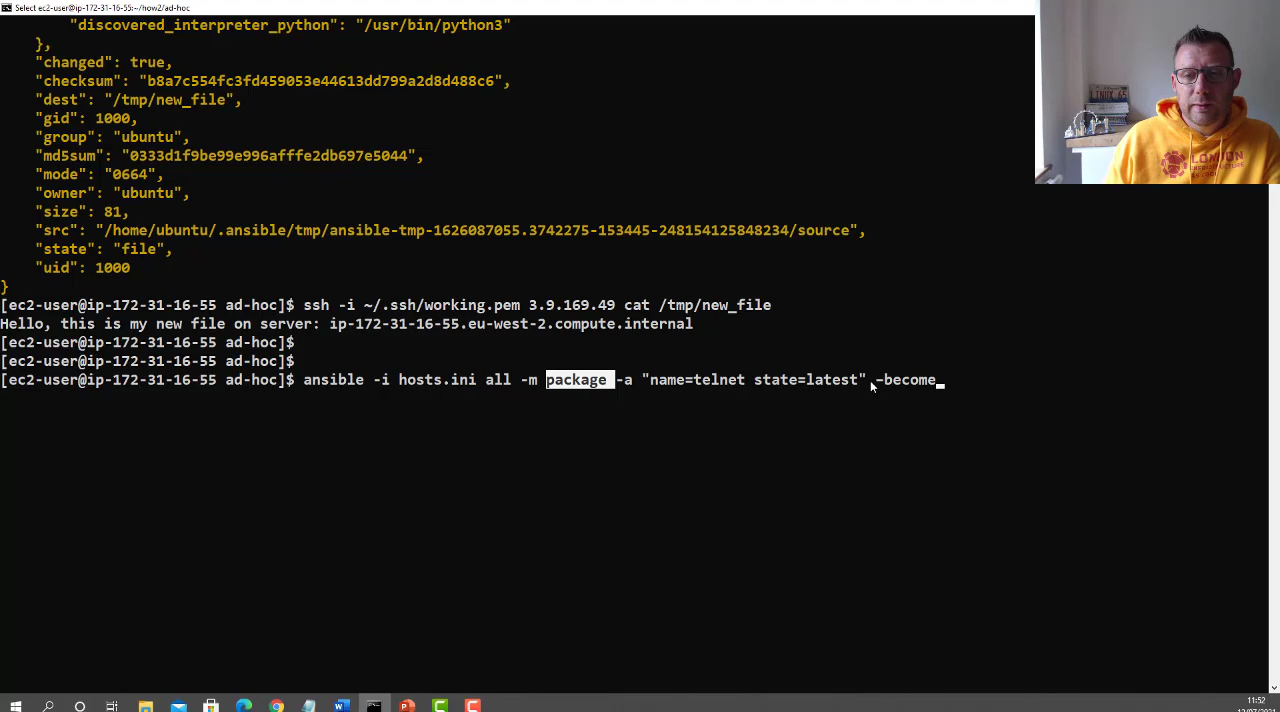 Select ec2-user@ip-172-31-16-55:~/how2/ad-hoc
"discovered_interpreter_python": "/usr/bin/python3"
},
"changed": true,
"checksum": "b8a7c554fc3fd459053e44613dd799a2d8d488c6",
"dest": "/tmp/new_file",
"gid": 1000,
"group": "ubuntu",
"md5sum": "0333d1f9be99e996afffe2db697e5044",
"mode": "0664",
"owner": "ubuntu",
"size": 81,
"src": "/home/ubuntu/.ansible/tmp/ansible-tmp-1626087055.3742275-153445-248154125848234/source",
"state": "file",
"uid": 1000
}
[ec2-user@ip-172-31-16-55 ad-hoc]$ ssh -i ~/.ssh/working.pem 3.9.169.49 cat /tmp/new_file
Hello, this is my new file on server: ip-172-31-16-55.eu-west-2.compute.internal
[ec2-user@ip-172-31-16-55 ad-hoc]$
[ec2-user@ip-172-31-16-55 ad-hoc]$
[ec2-user@ip-172-31-16-55 ad-hoc]$ ansible -i hosts.ini all -m package -a "name=telnet state=latest" -become
LONDON
11:52